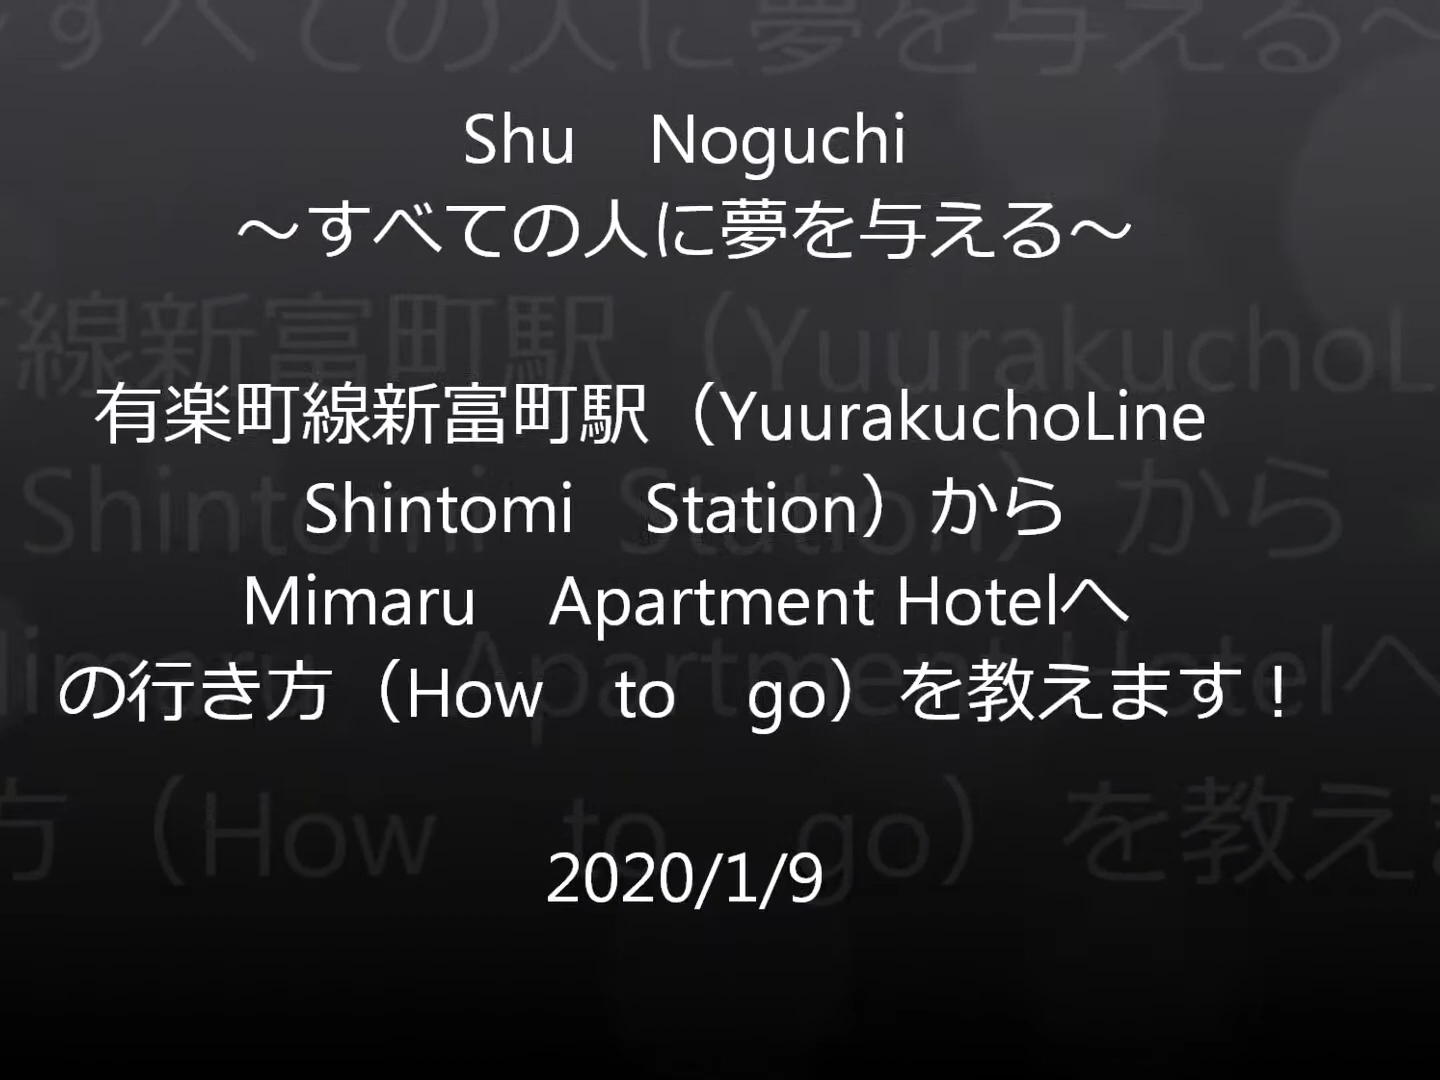 Shu　Noguchi
～すべての人に夢を与える～
有楽町線新富町駅（YuurakuchoLine
Shintomi　Station）から
Mimaru　Apartment Hotelへ
の行き方（How　to　go）を教えます！
2020/1/9